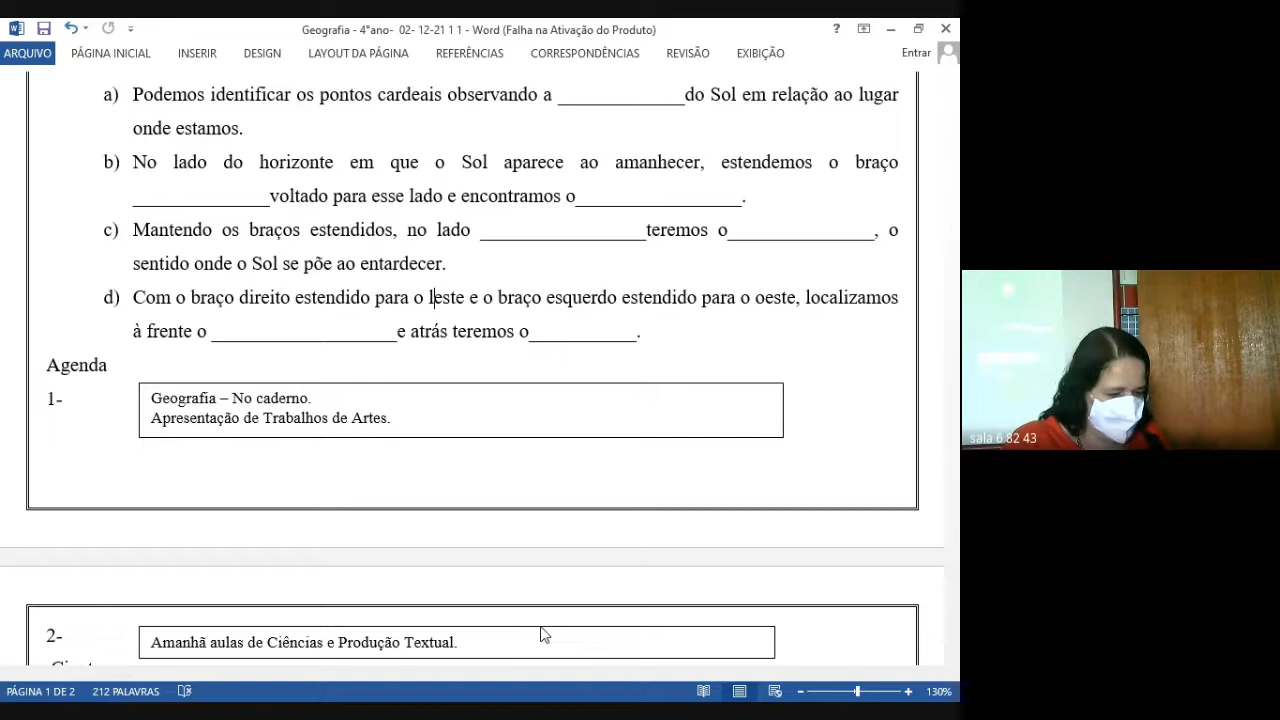 Geografia - 4°ano-  02- 12-21 1 1 - Word (Falha na Ativação do Produto)
ARQUIVO PÁGINA INICIAL INSERIR DESIGN LAYOUT DA PÁGINA REFERÊNCIAS CORRESPONDÊNCIAS REVISÃO EXIBIÇÃO Entrar
a) Podemos identificar os pontos cardeais observando a _____________do Sol em relação ao lugar
onde estamos.
b) No lado do horizonte em que o Sol aparece ao amanhecer, estendemos o braço
______________voltado para esse lado e encontramos o_________________.
c) Mantendo os braços estendidos, no lado _________________teremos o_______________, o
sentido onde o Sol se põe ao entardecer.
d) Com o braço direito estendido para o leste e o braço esquerdo estendido para o oeste, localizamos
à frente o ___________________e atrás teremos o___________.
Agenda
1-
Geografia – No caderno.
Apresentação de Trabalhos de Artes.
2-
Amanhã aulas de Ciências e Produção Textual.
sala 6 82 43
PÁGINA 1 DE 2 212 PALAVRAS 130%